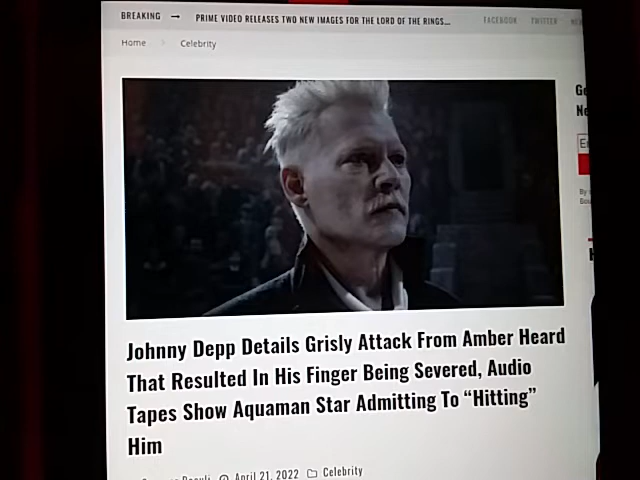 BREAKING → PRIME VIDEO RELEASES TWO NEW IMAGES FOR THE LORD OF THE RINGS... FACEBOOK TWITTER
Home > Celebrity
Johnny Depp Details Grisly Attack From Amber Heard
That Resulted In His Finger Being Severed, Audio
Tapes Show Aquaman Star Admitting To “Hitting”
Him
April 21, 2022 Celebrity